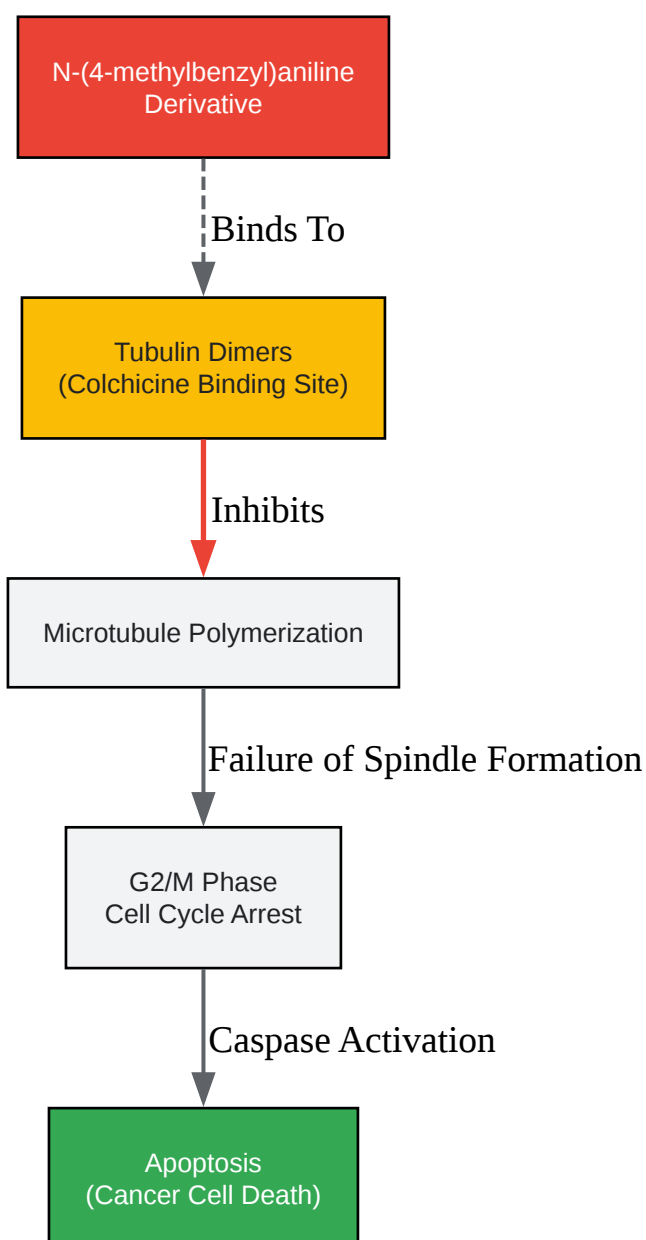 N-(4-methylbenzyl)aniline
Derivative
Binds To
Tubulin Dimers
(Colchicine Binding Site)
Inhibits
Microtubule Polymerization
Failure of Spindle Formation
G2/M Phase
Cell Cycle Arrest
Caspase Activation
Apoptosis
(Cancer Cell Death)